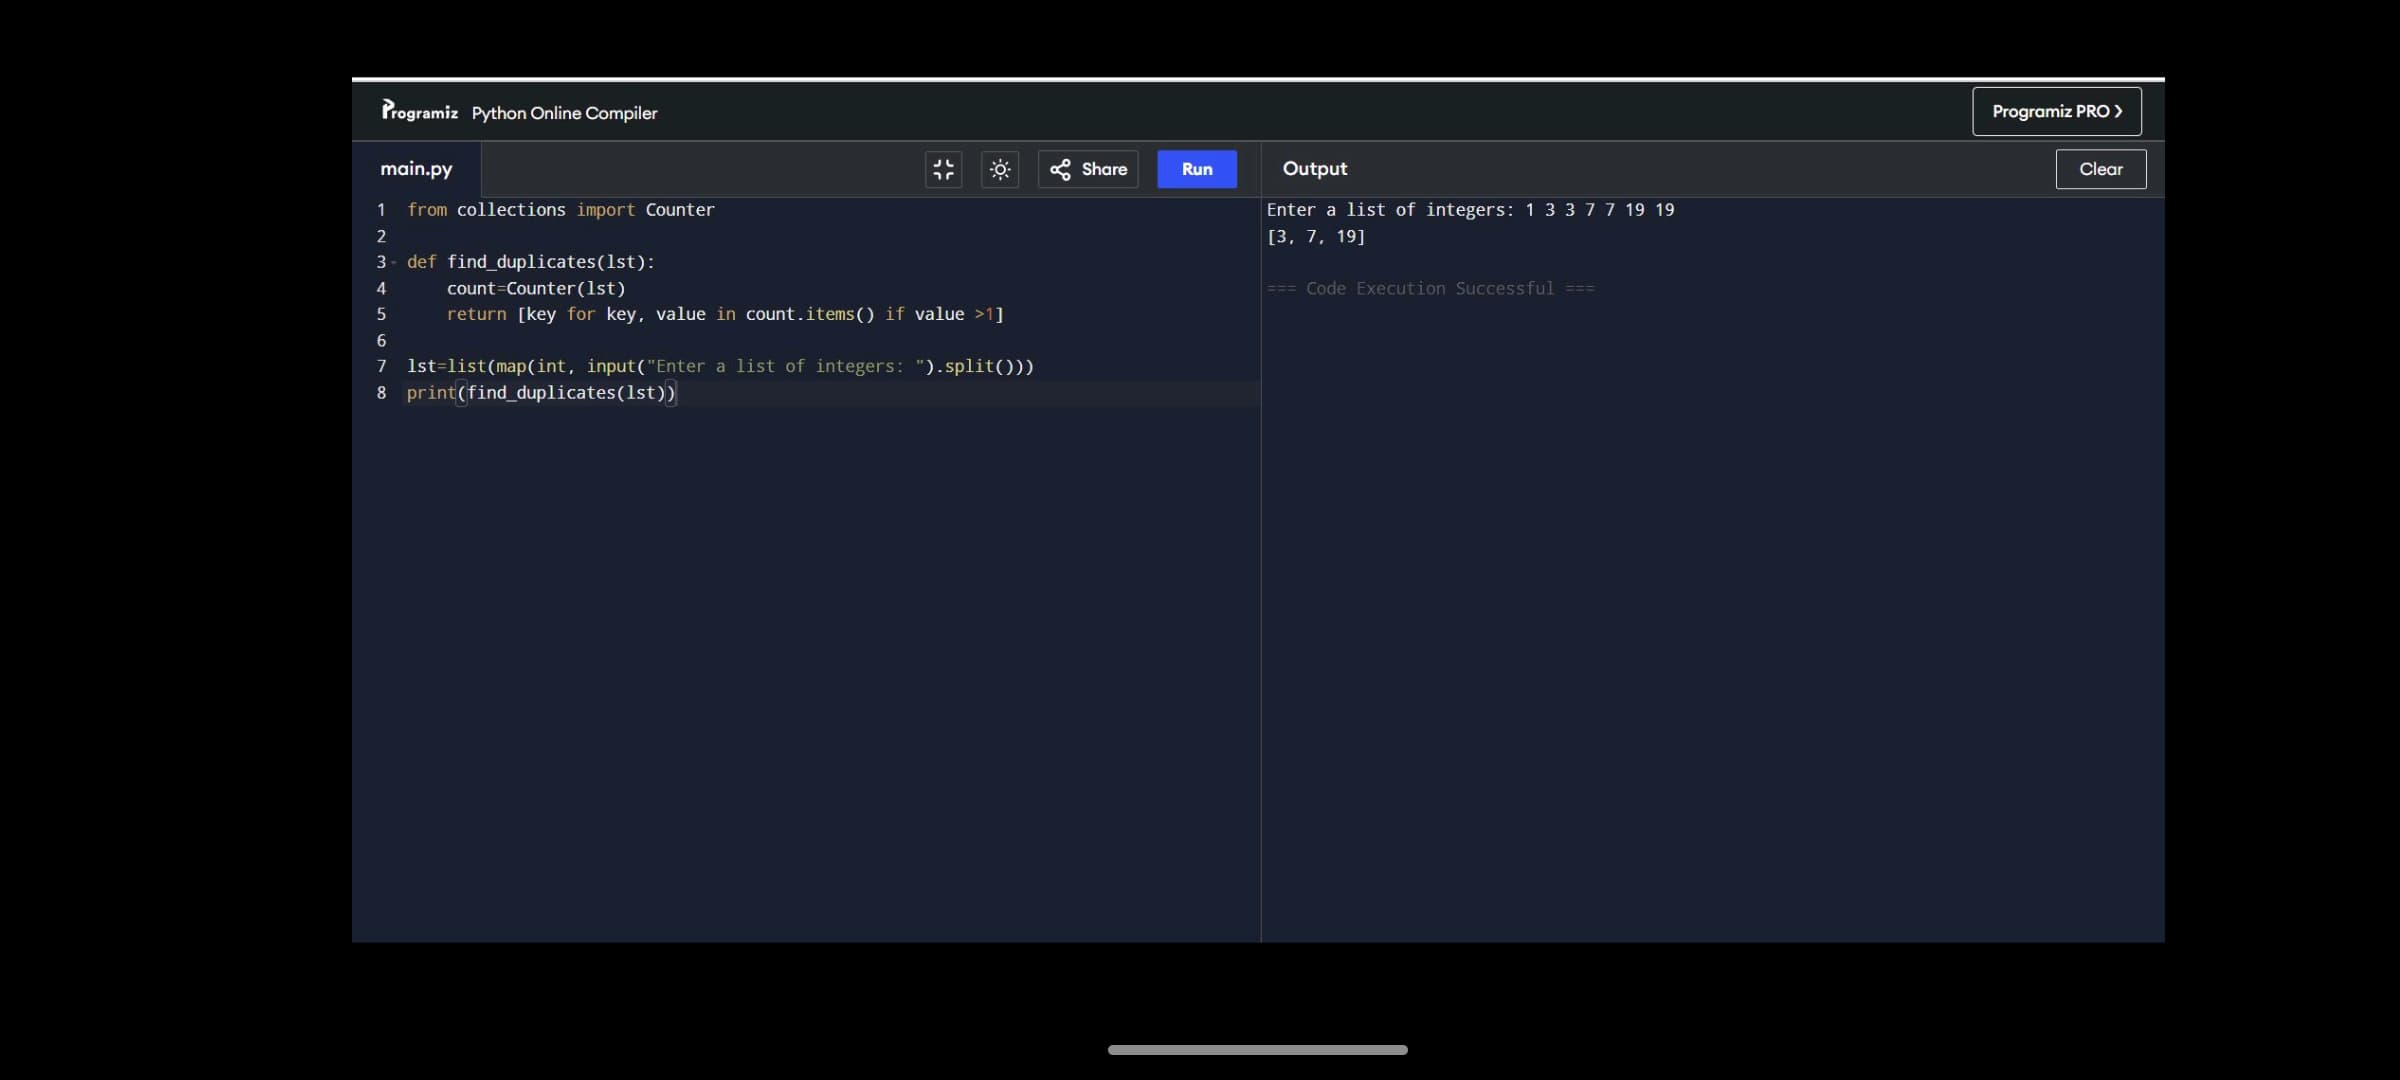 Programiz Python Online Compiler
Programiz PRO ❯
main.py
Share
Run
Output
Clear
1 from collections import Counter
2
3 def find_duplicates(lst):
4     count=Counter(lst)
5     return [key for key, value in count.items() if value >1]
6
7 lst=list(map(int, input("Enter a list of integers: ").split()))
8 print(find_duplicates(lst))
Enter a list of integers: 1 3 3 7 7 19 19
[3, 7, 19]
=== Code Execution Successful ===